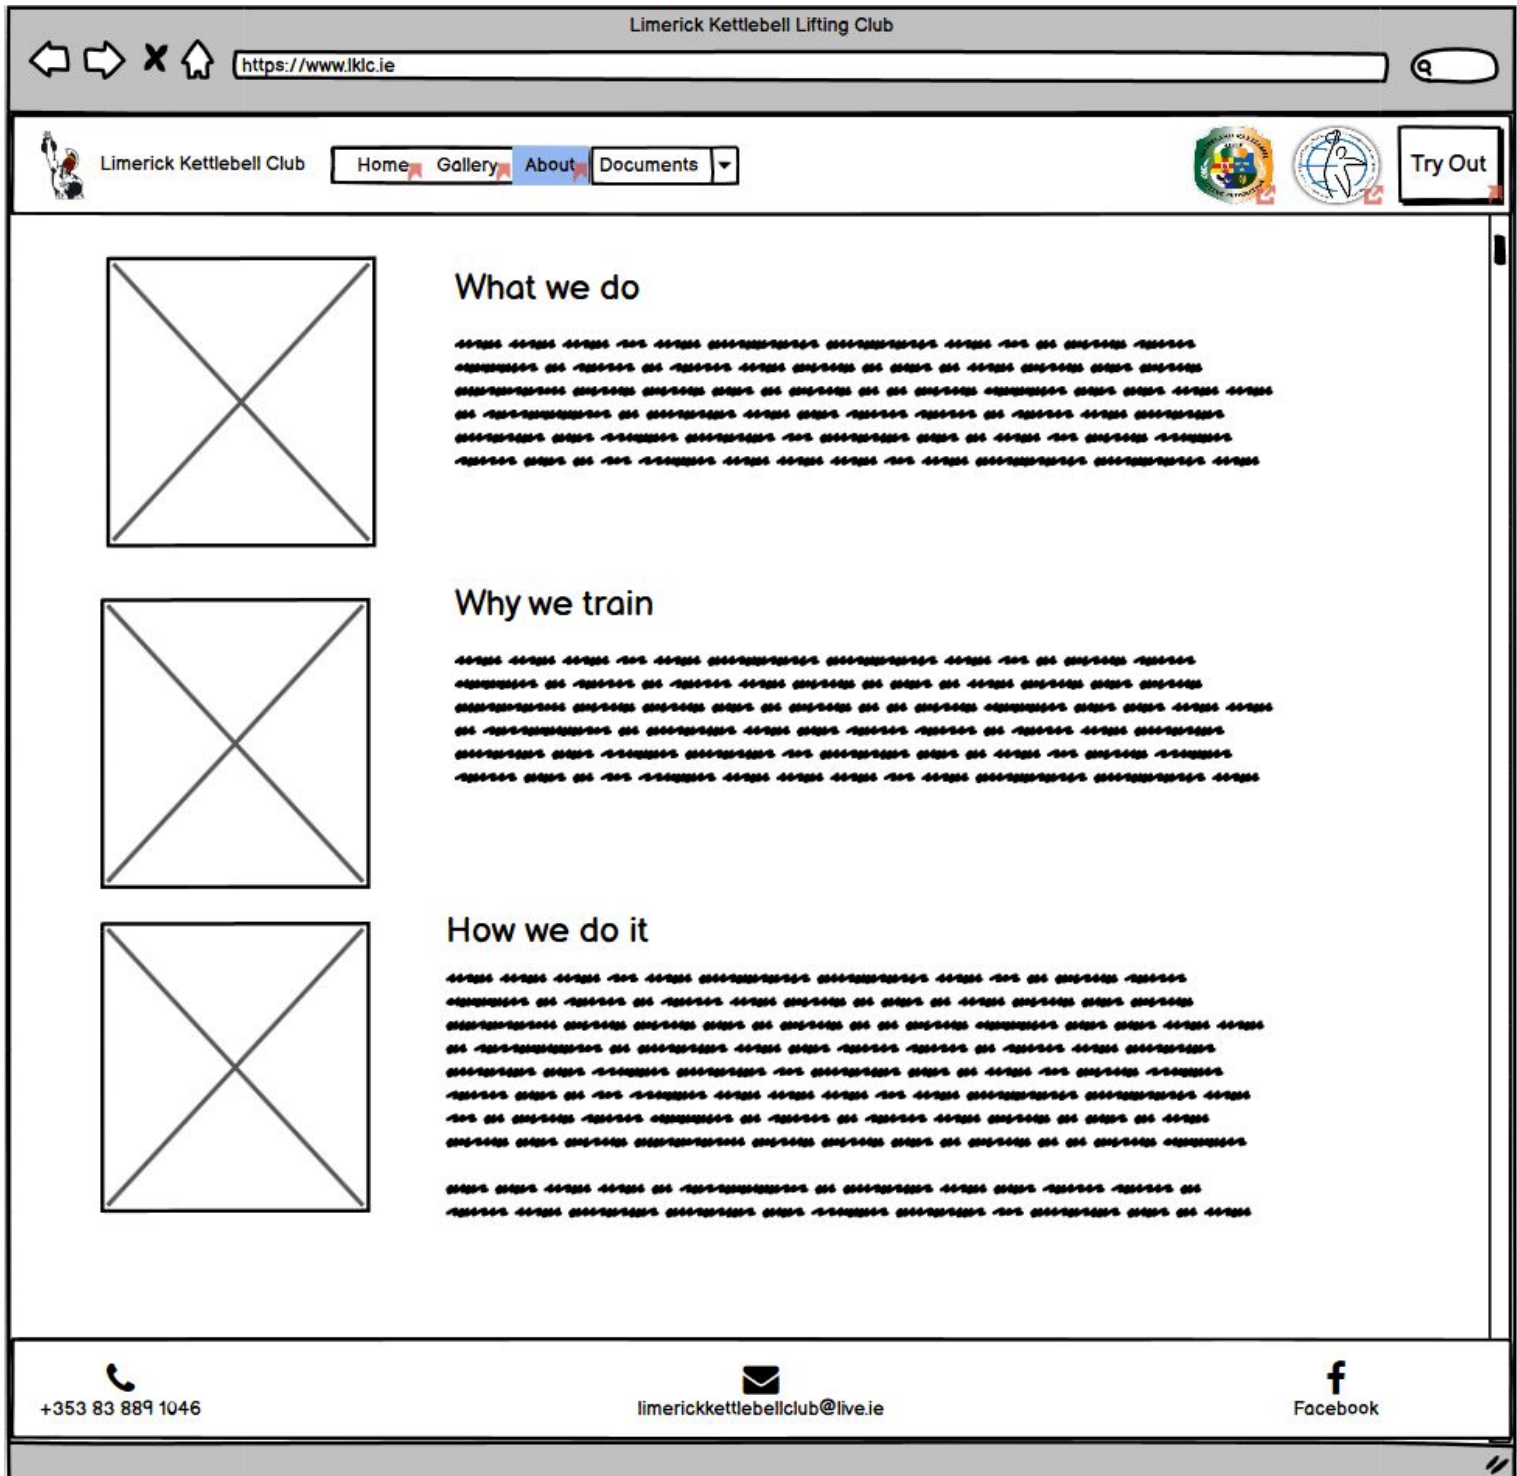 Limerick Kettlebell Lifting Club
https://www.lklc.ie
Limerick Kettlebell Club
Home Gallery About Documents
Try Out
What we do
Why we train
How we do it
+353 83 889 1046
limerickkettlebellclub@live.ie
Facebook